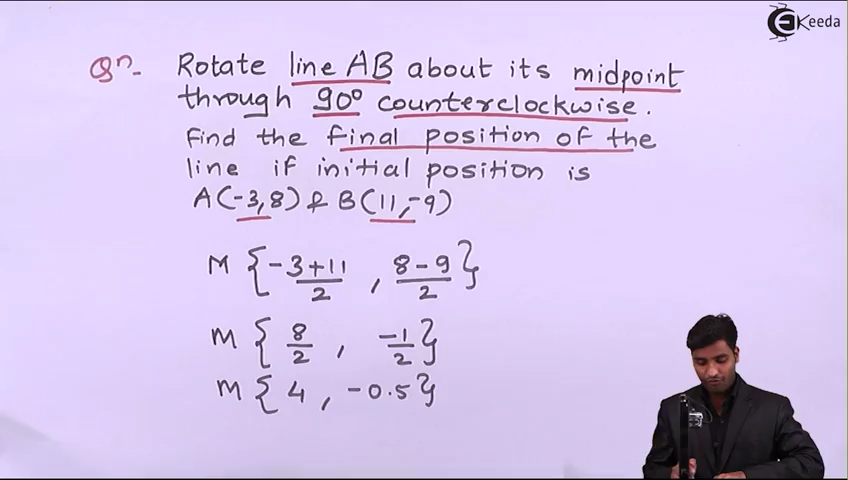 Ekeeda
Qn. Rotate line AB about its midpoint
through 90° counterclockwise.
Find the final position of the
line if initial position is
A(-3,8) & B(11,-9)
M { -3+11/2 , 8-9/2 }
M { 8/2 , -1/2 }
M { 4 , -0.5 }